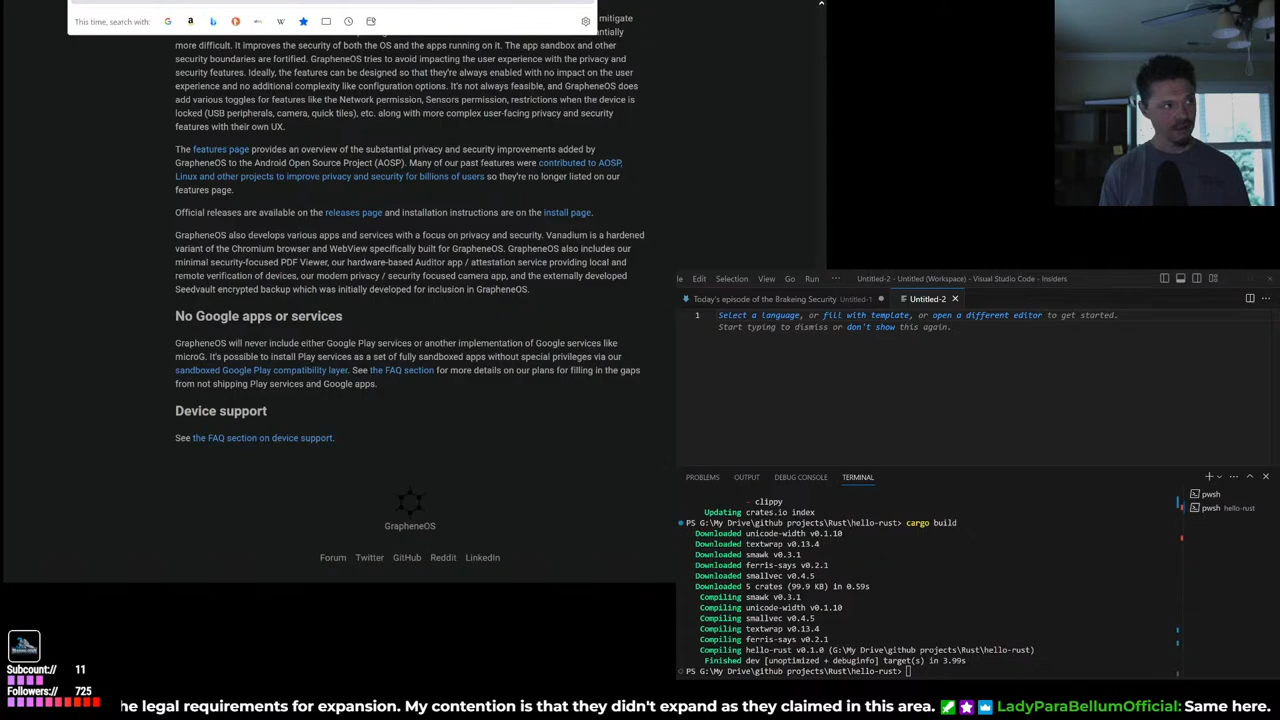 This time, search with:
mitigate
more difficult. It improves the security of both the OS and the apps running on it. The app sandbox and other
security boundaries are fortified. GrapheneOS tries to avoid impacting the user experience with the privacy and
security features. Ideally, the features can be designed so that they're always enabled with no impact on the user
experience and no additional complexity like configuration options. It's not always feasible, and GrapheneOS does
add various toggles for features like the Network permission, Sensors permission, restrictions when the device is
locked (USB peripherals, camera, quick tiles), etc. along with more complex user-facing privacy and security
features with their own UX.
The features page provides an overview of the substantial privacy and security improvements added by
GrapheneOS to the Android Open Source Project (AOSP). Many of our past features were contributed to AOSP,
Linux and other projects to improve privacy and security for billions of users so they're no longer listed on our
features page.
Official releases are available on the releases page and installation instructions are on the install page.
GrapheneOS also develops various apps and services with a focus on privacy and security. Vanadium is a hardened
variant of the Chromium browser and WebView specifically built for GrapheneOS. GrapheneOS also includes our
minimal security-focused PDF Viewer, our hardware-based Auditor app / attestation service providing local and
remote verification of devices, our modern privacy / security focused camera app, and the externally developed
Seedvault encrypted backup which was initially developed for inclusion in GrapheneOS.
No Google apps or services
GrapheneOS will never include either Google Play services or another implementation of Google services like
microG. It's possible to install Play services as a set of fully sandboxed apps without special privileges via our
sandboxed Google Play compatibility layer. See the FAQ section for more details on our plans for filling in the gaps
from not shipping Play services and Google apps.
Device support
See the FAQ section on device support.
GrapheneOS
Forum Twitter GitHub Reddit LinkedIn
Edit Selection View Go Run ··· Untitled-2 - Untitled (Workspace) - Visual Studio Code - Insiders
Today's episode of the Brakeing Security Untitled-1 Untitled-2
1 Select a language, or fill with template, or open a different editor to get started.
Start typing to dismiss or don't show this again.
PROBLEMS OUTPUT DEBUG CONSOLE TERMINAL
- clippy
Updating crates.io index
PS G:\My Drive\github projects\Rust\hello-rust> cargo build
Downloaded unicode-width v0.1.10
Downloaded textwrap v0.13.4
Downloaded smawk v0.3.1
Downloaded ferris-says v0.2.1
Downloaded smallvec v0.4.5
Downloaded 5 crates (99.9 KB) in 0.59s
Compiling smawk v0.3.1
Compiling unicode-width v0.1.10
Compiling smallvec v0.4.5
Compiling textwrap v0.13.4
Compiling ferris-says v0.2.1
Compiling hello-rust v0.1.0 (G:\My Drive\github projects\Rust\hello-rust)
Finished dev [unoptimized + debuginfo] target(s) in 3.99s
PS G:\My Drive\github projects\Rust\hello-rust>
pwsh
pwsh hello-rust
Subcount:// 11
Followers:// 725
he legal requirements for expansion. My contention is that they didn't expand as they claimed in this area. LadyParaBellumOfficial: Same here.